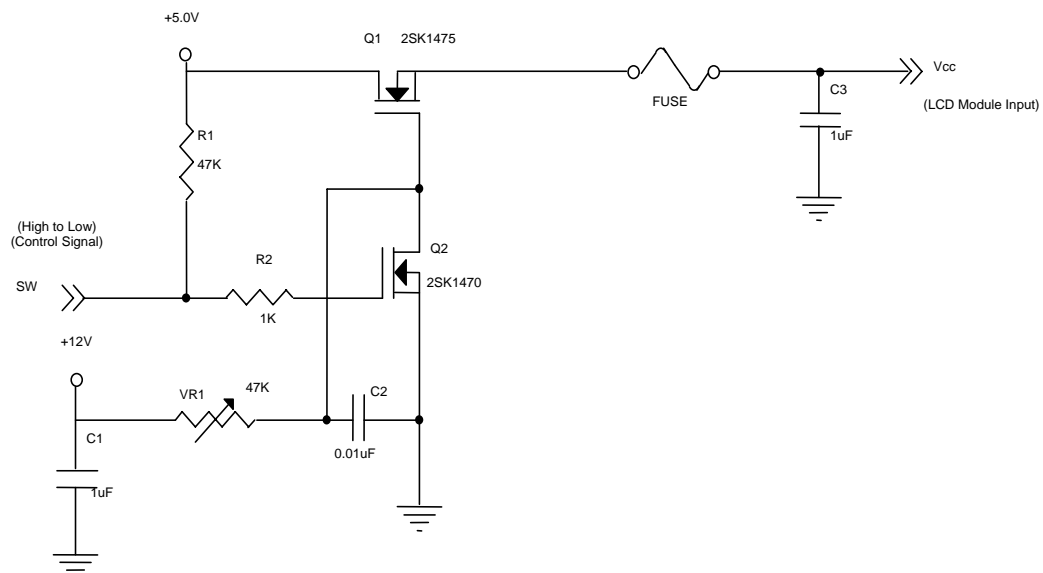 +5.0V
Q1 2SK1475
FUSE
Vcc
C3
(LCD Module Input)
1uF
R1
47K
(High to Low)
(Control Signal)
SW
R2
1K
Q2
2SK1470
+12V
VR1
47K
C2
0.01uF
C1
1uF